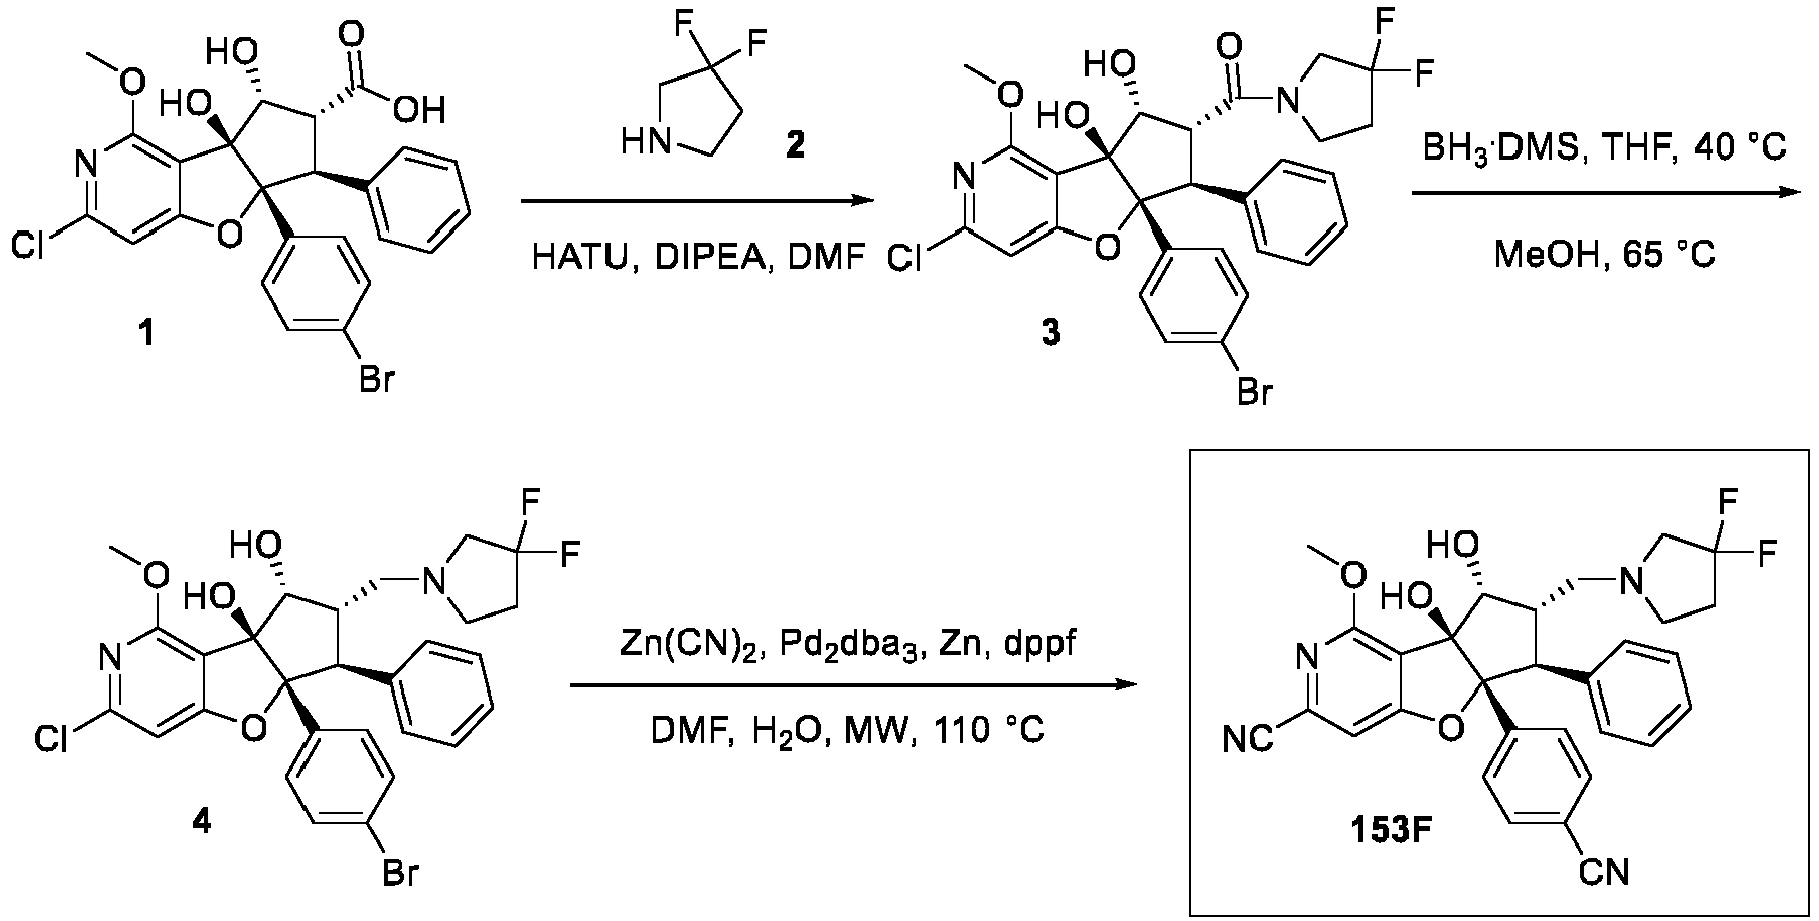 HO
O
O
HO
OH
N
O
Cl
Br
1
F
F
HN
2
HATU, DIPEA, DMF
HO
O
O
HO
N
F
F
N
O
Cl
Br
3
BH3·DMS, THF, 40 °C
MeOH, 65 °C
HO
O
HO
N
F
F
N
O
Cl
Br
4
Zn(CN)2, Pd2dba3, Zn, dppf
DMF, H2O, MW, 110 °C
HO
O
HO
N
F
F
N
O
NC
CN
153F